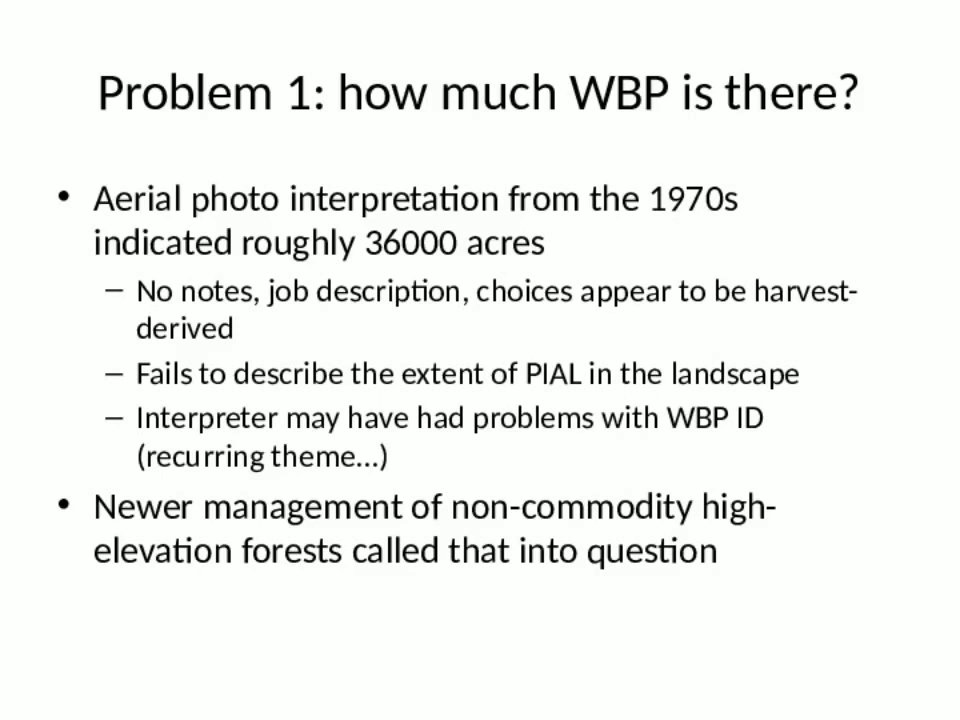 Problem 1: how much WBP is there?
• Aerial photo interpretation from the 1970s
indicated roughly 36000 acres
– No notes, job description, choices appear to be harvest-
derived
– Fails to describe the extent of PIAL in the landscape
– Interpreter may have had problems with WBP ID
(recurring theme…)
• Newer management of non-commodity high-
elevation forests called that into question